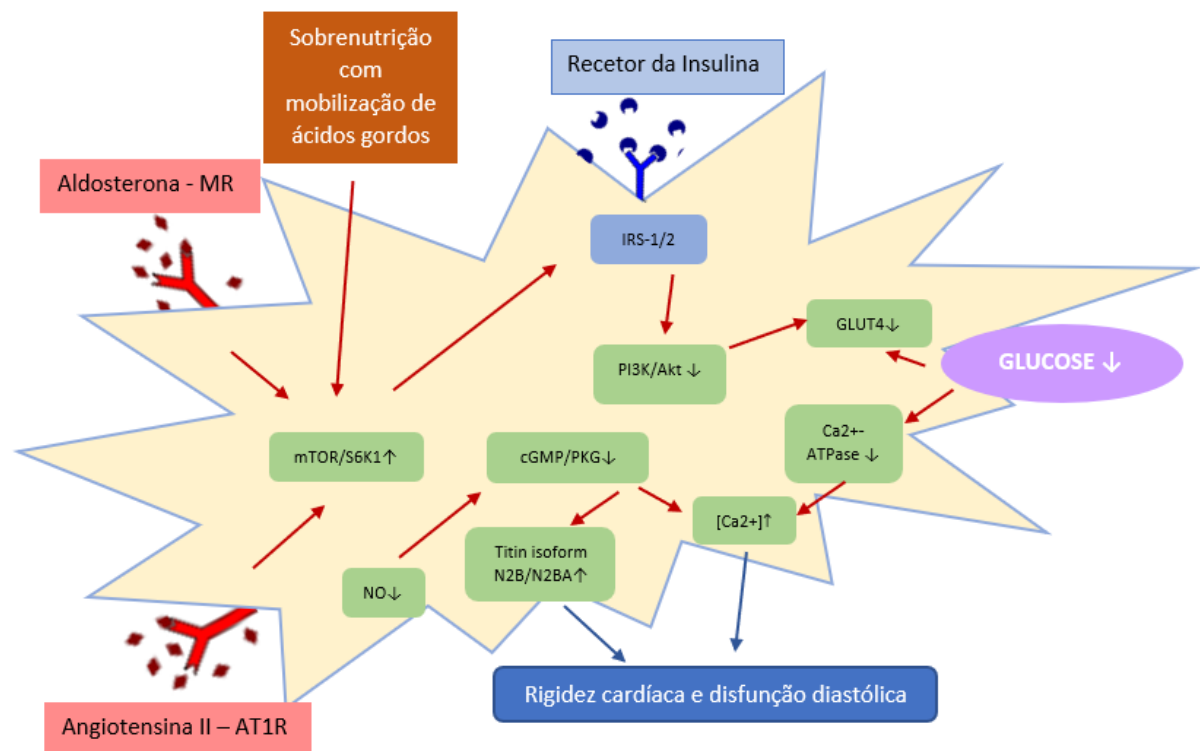 Sobrenutrição
com
mobilização de
ácidos gordos
Recetor da Insulina
Aldosterona - MR
IRS-1/2
GLUT4↓
PI3K/Akt ↓
GLUCOSE ↓
Ca2+-
ATPase ↓
mTOR/S6K1↑
cGMP/PKG↓
[Ca2+]↑
Titin isoform
N2B/N2BA↑
NO↓
Rigidez cardíaca e disfunção diastólica
Angiotensina II – AT1R